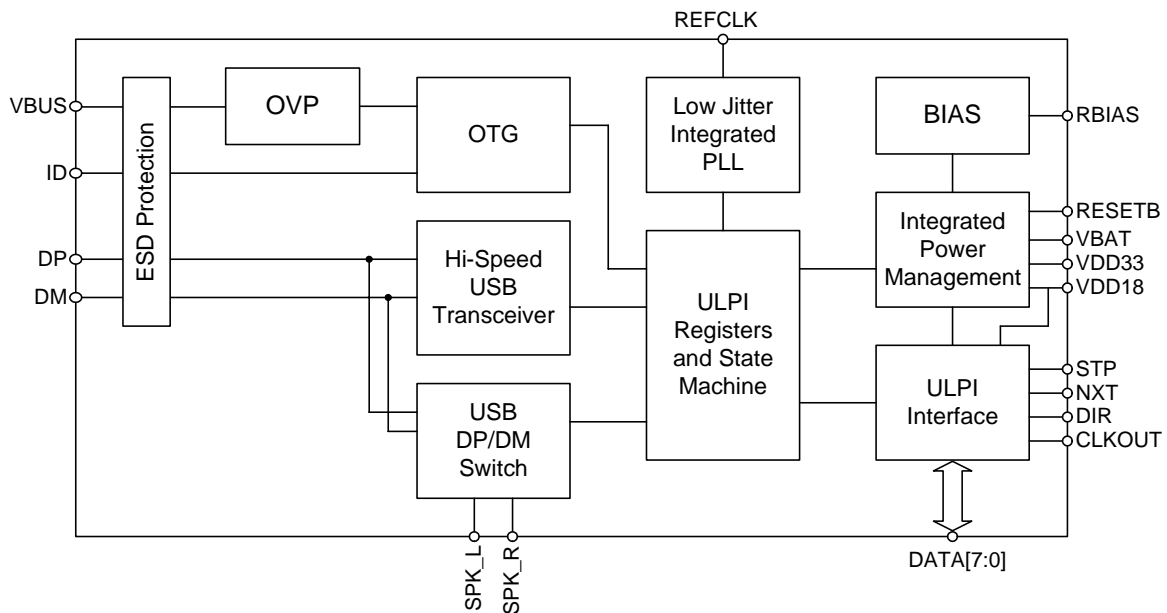 REFCLK
VBUS
ID
DP
DM
ESD Protection
OVP
OTG
Hi-Speed
USB
Transceiver
USB
DP/DM
Switch
SPK_L
SPK_R
Low Jitter
Integrated
PLL
ULPI
Registers
and State
Machine
BIAS
Integrated
Power
Management
ULPI
Interface
RBIAS
RESETB
VBAT
VDD33
VDD18
STP
NXT
DIR
CLKOUT
DATA[7:0]